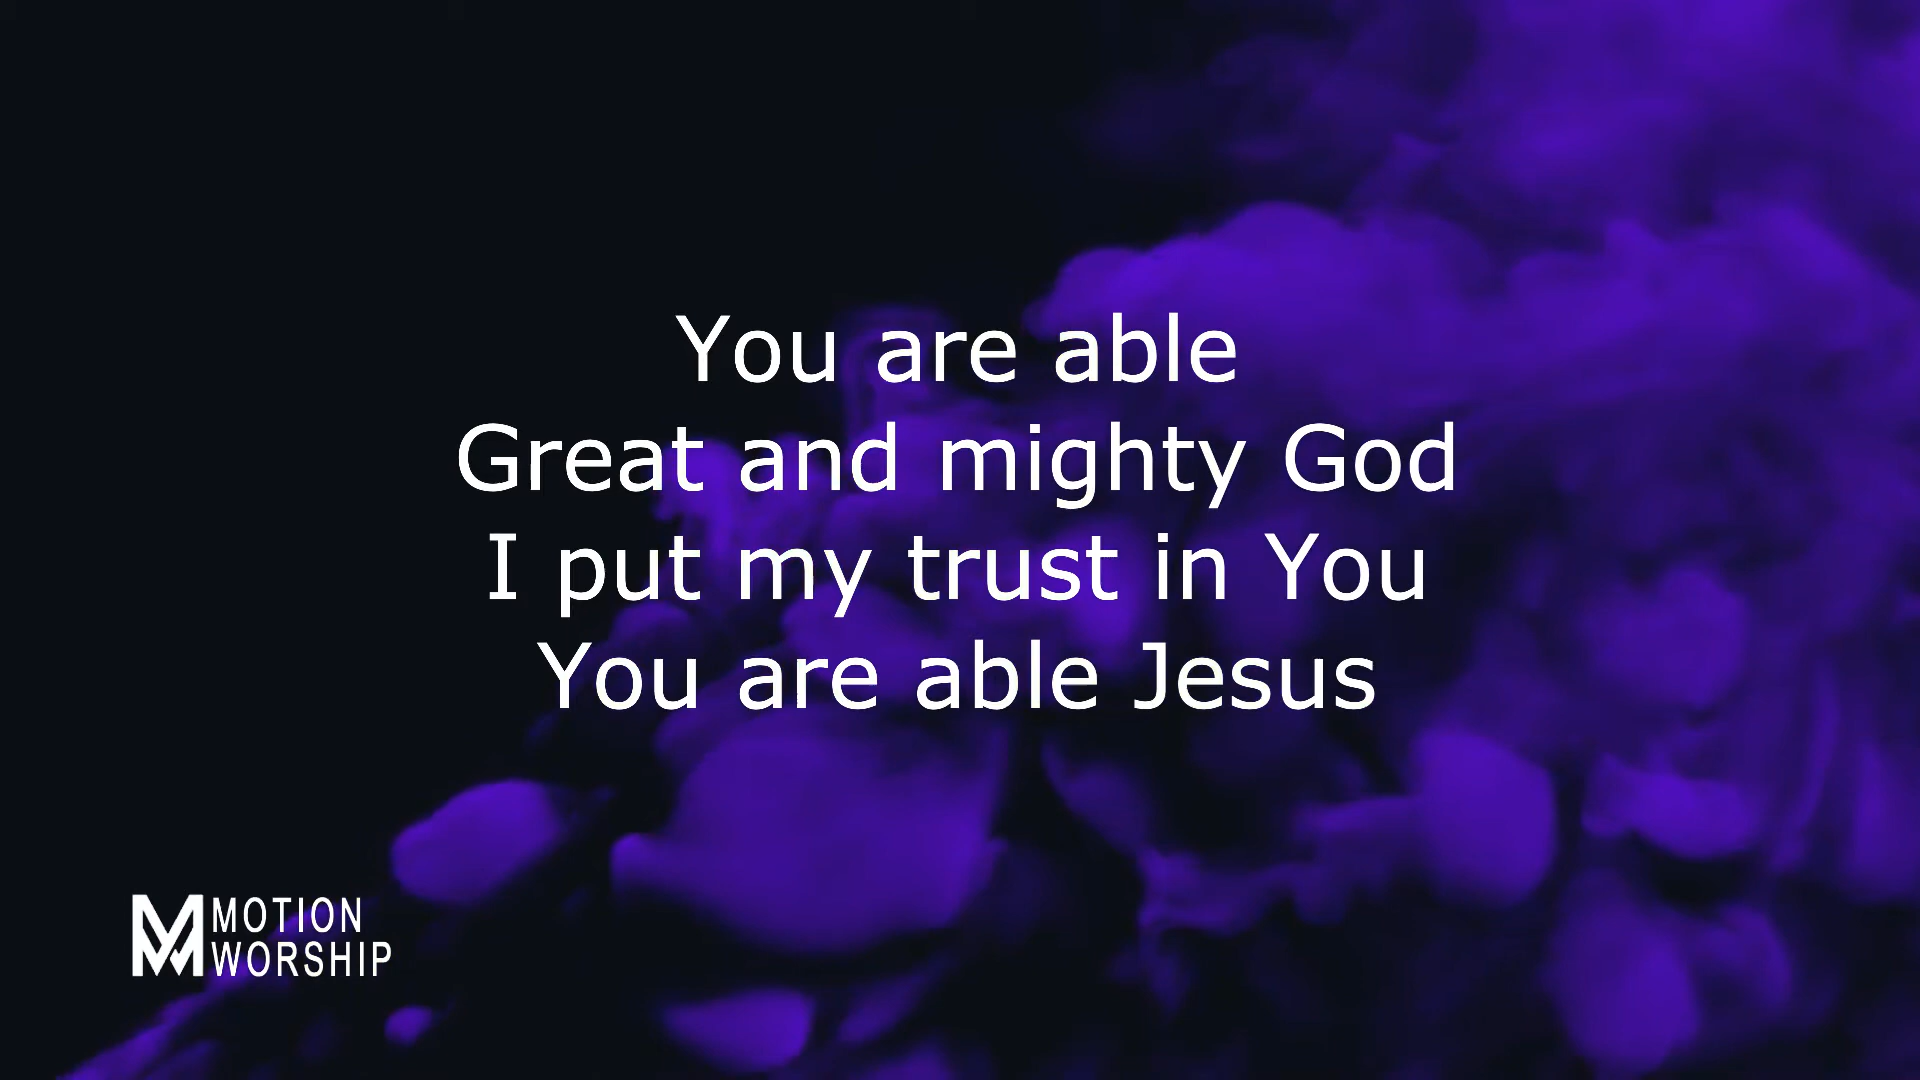 You are able
Great and mighty God
I put my trust in You
You are able Jesus
MOTION
WORSHIP